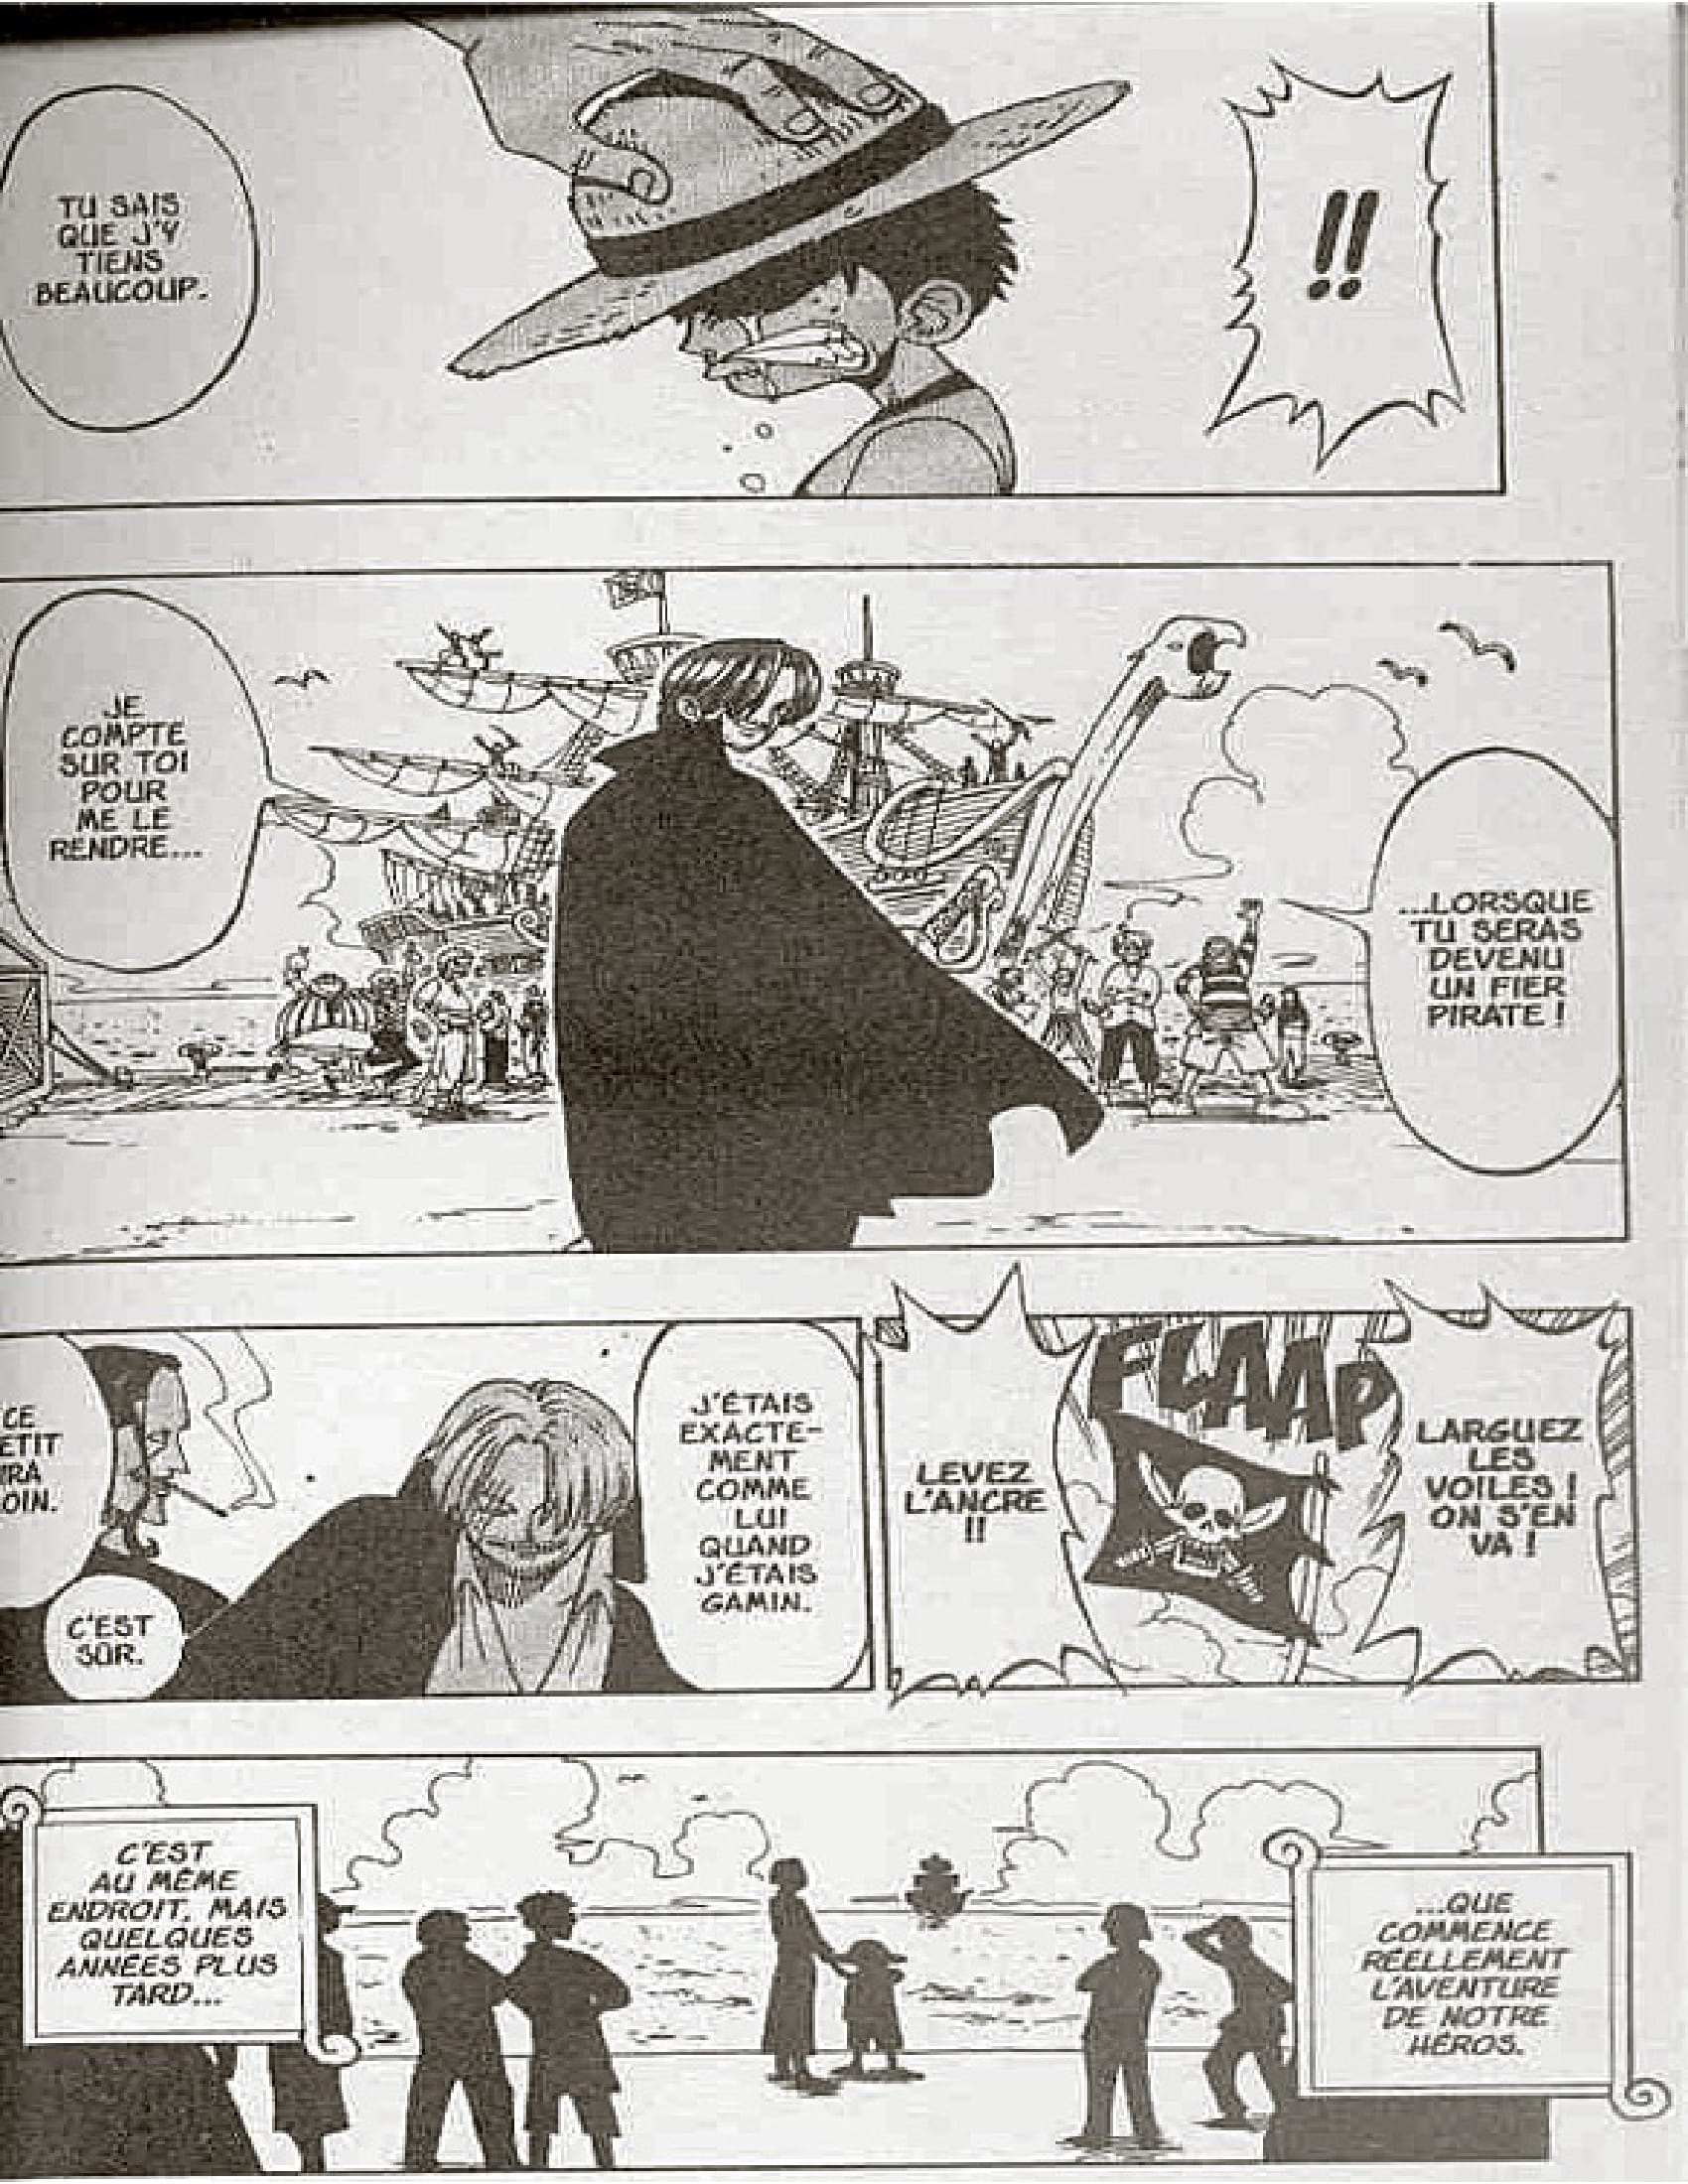 TU SAIS
QUE J'Y
TIENS
BEAUCOUP.
!!
JE
COMPTE
SUR TOI
POUR
ME LE
RENDRE...
...LORSQUE
TU SERAS
DEVENU
UN FIER
PIRATE !
CE
ETIT
IRA
OIN.
C'EST
SÛR.
J'ÉTAIS
EXACTE-
MENT
COMME
LUI
QUAND
J'ÉTAIS
GAMIN.
LEVEZ
L'ANCRE
!!
FLAAP
LARGUEZ
LES
VOILES !
ON S'EN
VA !
C'EST
AU MÊME
ENDROIT, MAIS
QUELQUES
ANNÉES PLUS
TARD...
...QUE
COMMENCE
RÉELLEMENT
L'AVENTURE
DE NOTRE
HÉROS.